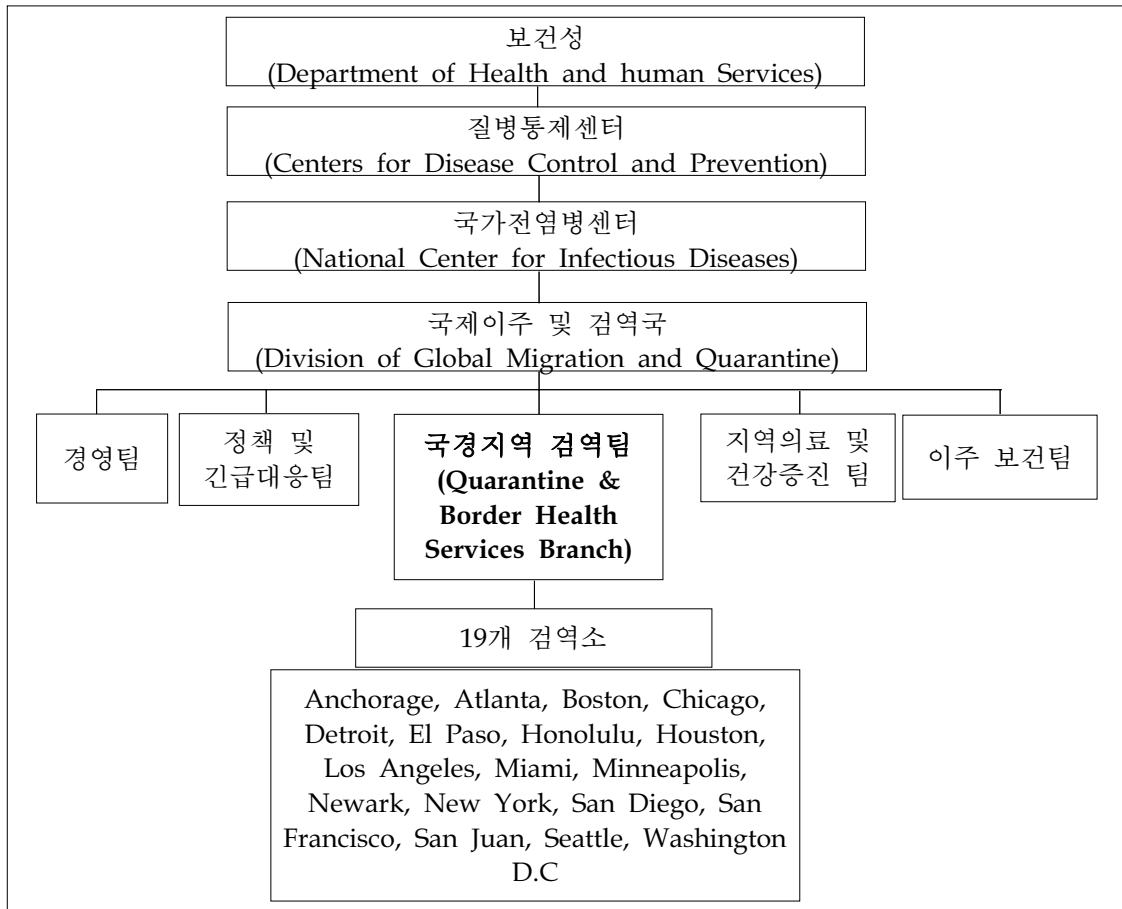 보건성
(Department of Health and human Services)
질병통제센터
(Centers for Disease Control and Prevention)
국가전염병센터
(National Center for Infectious Diseases)
국제이주 및 검역국
(Division of Global Migration and Quarantine)
경영팀
정책 및
긴급대응팀
국경지역 검역팀
(Quarantine &
Border Health
Services Branch)
지역의료 및
건강증진 팀
이주 보건팀
19개 검역소
Anchorage, Atlanta, Boston, Chicago,
Detroit, El Paso, Honolulu, Houston,
Los Angeles, Miami, Minneapolis,
Newark, New York, San Diego, San
Francisco, San Juan, Seattle, Washington
D.C